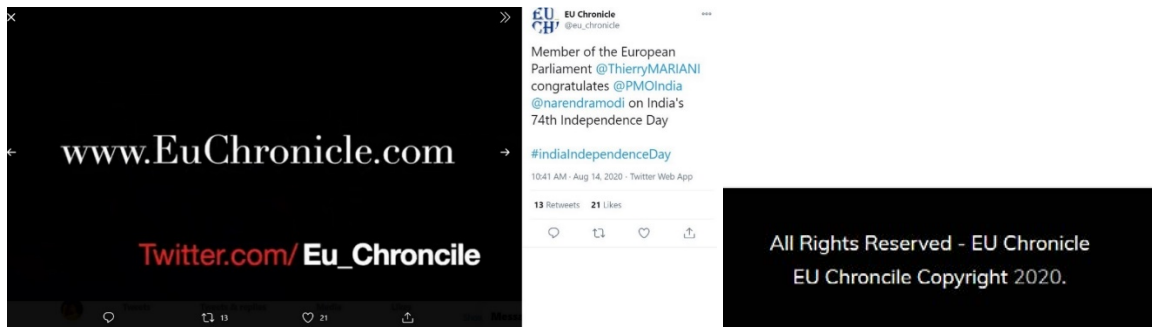 www.EuChronicle.com
Twitter.com/ Eu_Chroncile
13
21
EU
CH
EU Chronicle
@eu_chronicle
Member of the European
Parliament @ThierryMARIANI
congratulates @PMOIndia
@narendramodi on India's
74th Independence Day
#indiaIndependenceDay
10:41 AM · Aug 14, 2020 · Twitter Web App
13 Retweets 21 Likes
All Rights Reserved - EU Chronicle
EU Chroncile Copyright 2020.